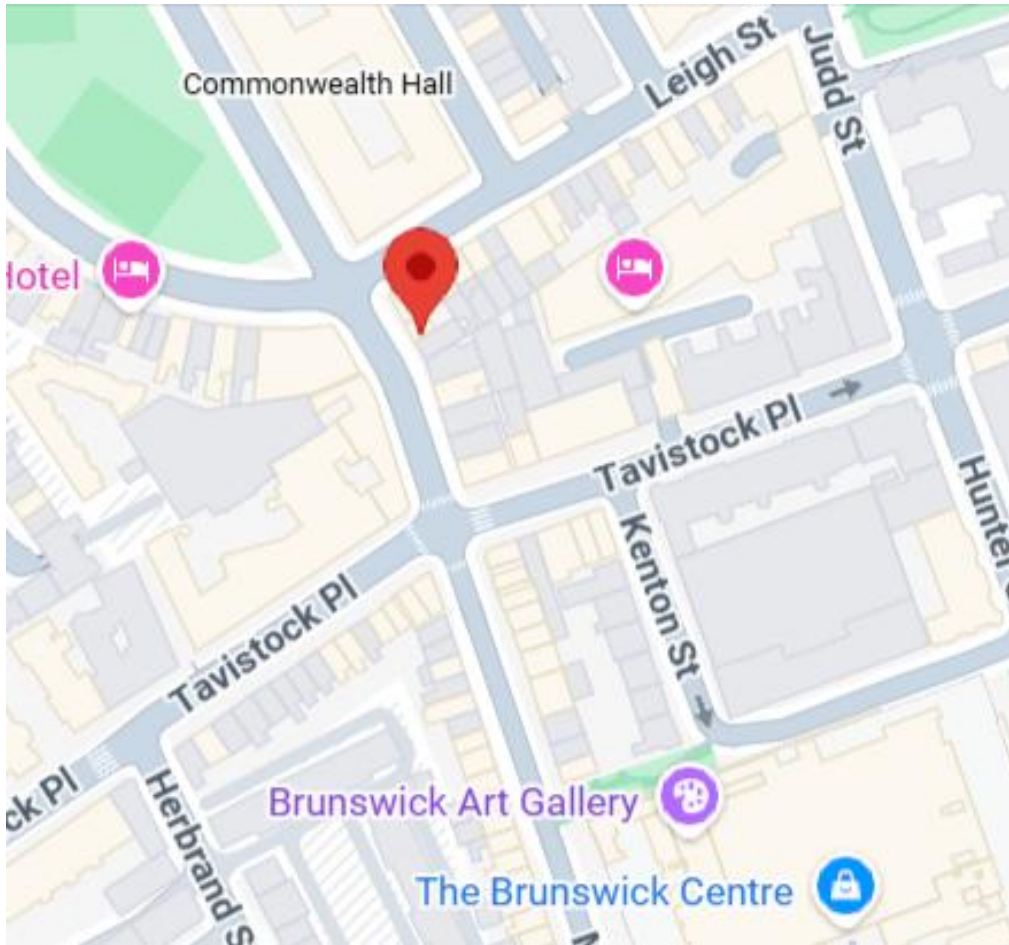 Commonwealth Hall
Leigh St
Judd St
Hotel
Tavistock Pl
Kenton St
Hunter
Tavistock Pl
ck Pl
Herbrand S
Brunswick Art Gallery
The Brunswick Centre